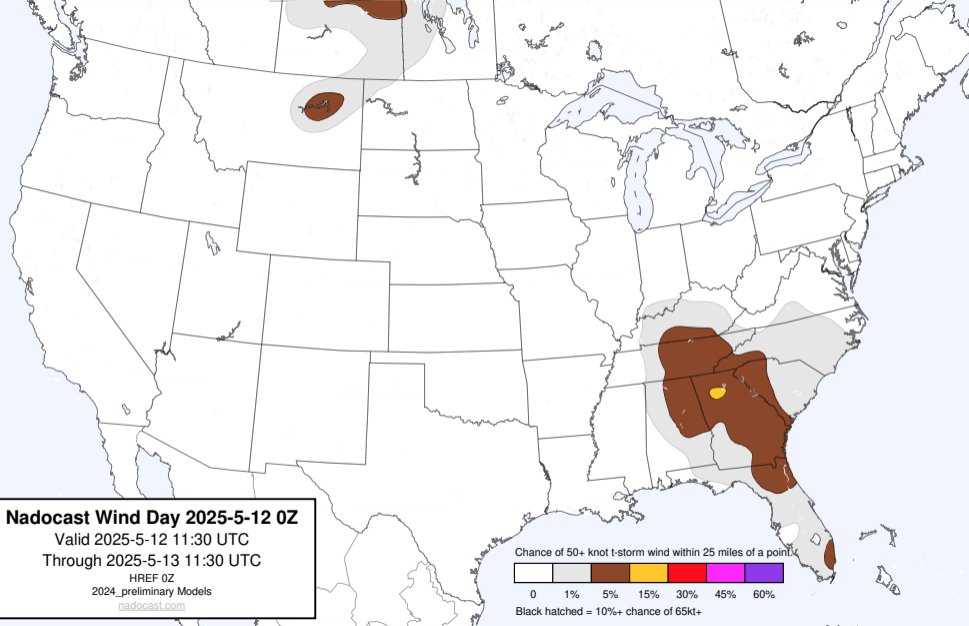 Nadocast Wind Day 2025-5-12 0Z
Valid 2025-5-12 11:30 UTC
Through 2025-5-13 11:30 UTC
HREF 0Z
2024_preliminary Models
nadocast.com
Chance of 50+ knot t-storm wind within 25 miles of a point.
0 1% 5% 15% 30% 45% 60%
Black hatched = 10%+ chance of 65kt+